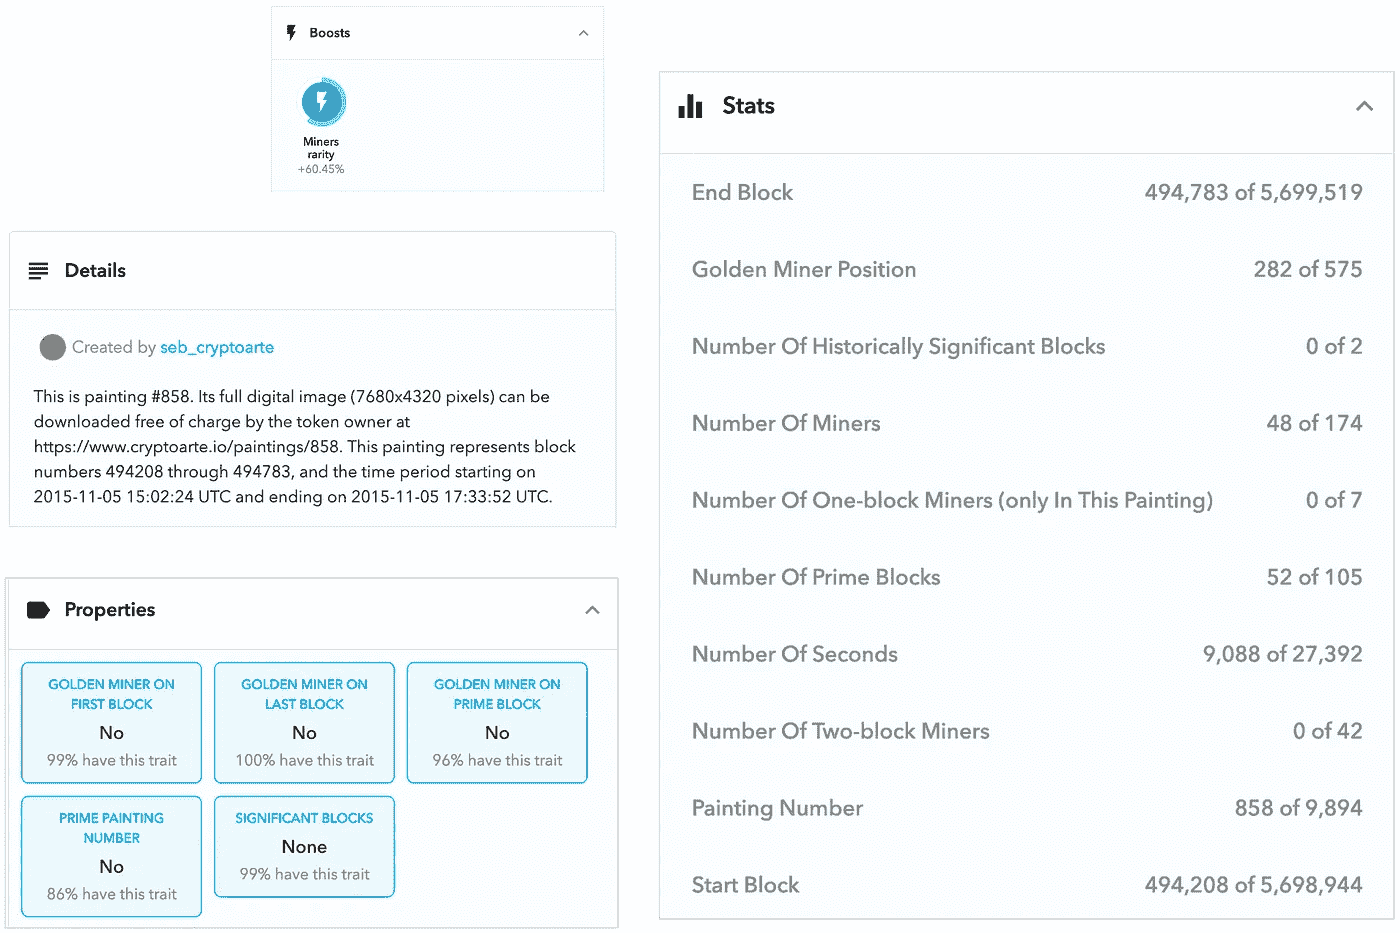 Boosts
Miners
rarity
+60.45%
Details
Created by seb_cryptoarte
This is painting #858. Its full digital image (7680x4320 pixels) can be
downloaded free of charge by the token owner at
https://www.cryptoarte.io/paintings/858. This painting represents block
numbers 494208 through 494783, and the time period starting on
2015-11-05 15:02:24 UTC and ending on 2015-11-05 17:33:52 UTC.
Properties
GOLDEN MINER ON
FIRST BLOCK
No
99% have this trait
GOLDEN MINER ON
LAST BLOCK
No
100% have this trait
GOLDEN MINER ON
PRIME BLOCK
No
96% have this trait
PRIME PAINTING
NUMBER
No
86% have this trait
SIGNIFICANT BLOCKS
None
99% have this trait
Stats
End Block 494,783 of 5,699,519
Golden Miner Position 282 of 575
Number Of Historically Significant Blocks 0 of 2
Number Of Miners 48 of 174
Number Of One-block Miners (only In This Painting) 0 of 7
Number Of Prime Blocks 52 of 105
Number Of Seconds 9,088 of 27,392
Number Of Two-block Miners 0 of 42
Painting Number 858 of 9,894
Start Block 494,208 of 5,698,944